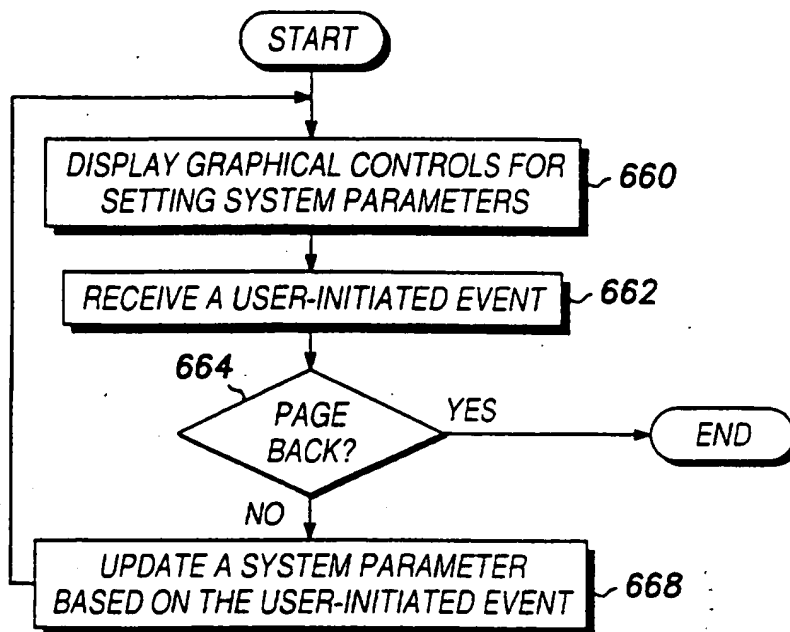 START
DISPLAY GRAPHICAL CONTROLS FOR
SETTING SYSTEM PARAMETERS
660
RECEIVE A USER-INITIATED EVENT
662
664
PAGE
BACK?
YES
END
NO
UPDATE A SYSTEM PARAMETER
BASED ON THE USER-INITIATED EVENT
668